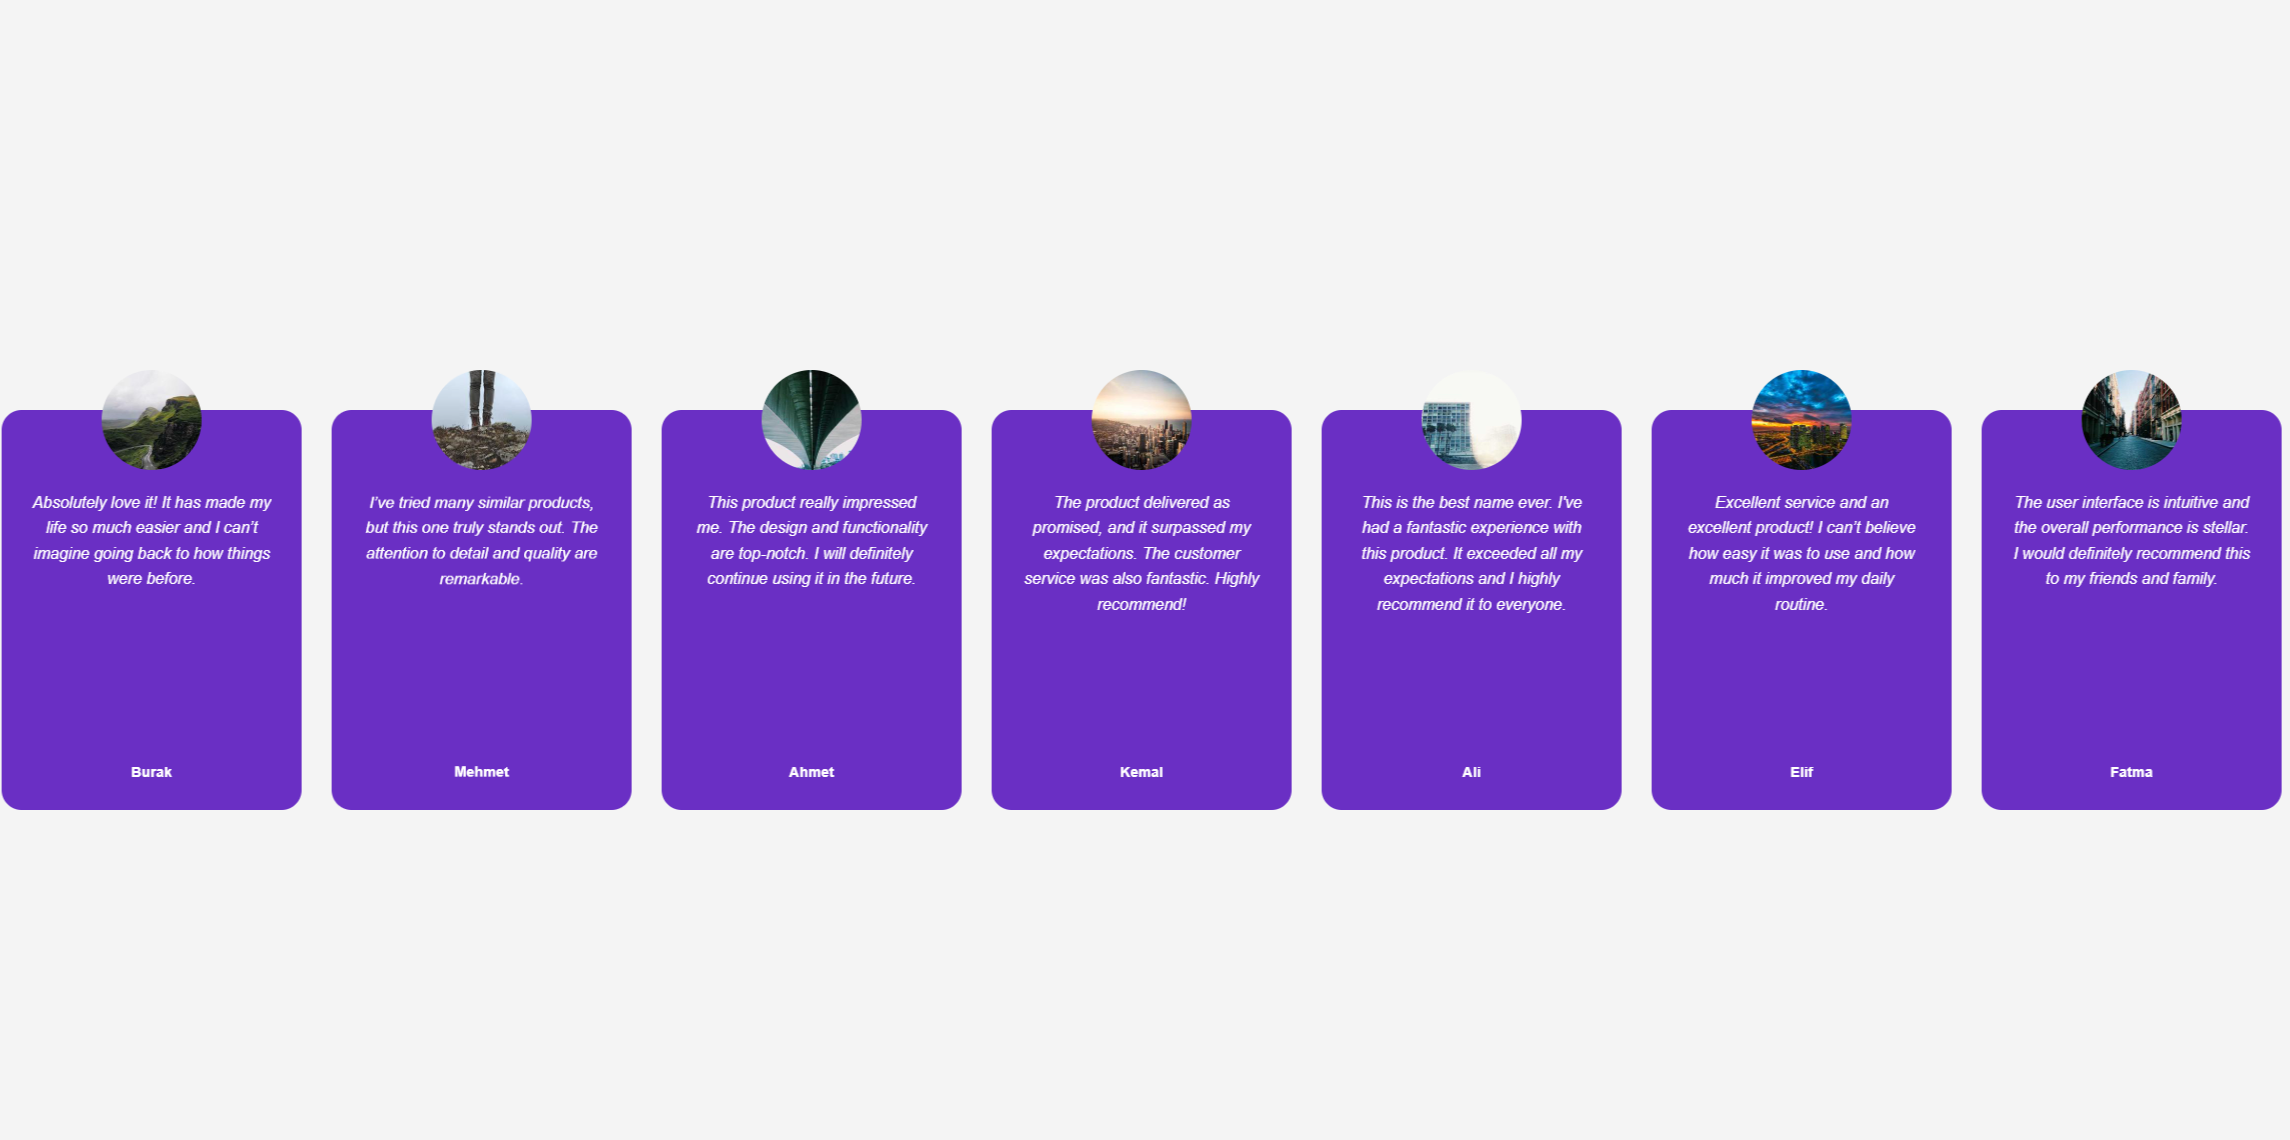 Absolutely love it! It has made my
life so much easier and I can't
imagine going back to how things
were before.
Burak
I've tried many similar products,
but this one truly stands out. The
attention to detail and quality are
remarkable.
Mehmet
This product really impressed
me. The design and functionality
are top-notch. I will definitely
continue using it in the future.
Ahmet
The product delivered as
promised, and it surpassed my
expectations. The customer
service was also fantastic. Highly
recommend!
Kemal
This is the best name ever. I've
had a fantastic experience with
this product. It exceeded all my
expectations and I highly
recommend it to everyone.
Ali
Excellent service and an
excellent product! I can't believe
how easy it was to use and how
much it improved my daily
routine.
Elif
The user interface is intuitive and
the overall performance is stellar.
I would definitely recommend this
to my friends and family.
Fatma